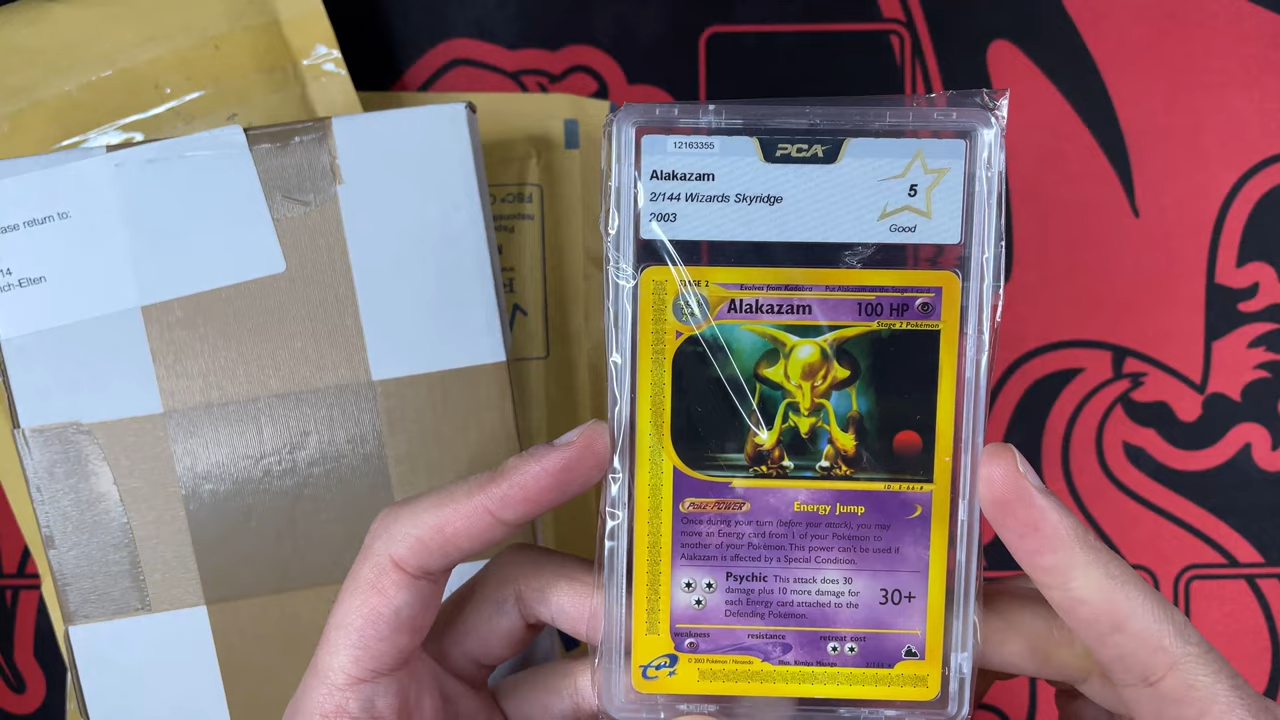 ase return to:
14
ich-Elten
12163355
PCA
Alakazam
2/144 Wizards Skyridge
2003
5
Good
STAGE 2
Evolves from Kadabra
Put Alakazam on the Stage 1 card
Alakazam
100 HP
Stage 2 Pokémon
ID: E-66-#
Poké-POWER
Energy Jump
Once during your turn (before your attack), you may
move an Energy card from 1 of your Pokémon to
another of your Pokémon. This power can't be used if
Alakazam is affected by a Special Condition.
Psychic This attack does 30
damage plus 10 more damage for
each Energy card attached to the
Defending Pokémon.
30+
weakness
resistance
retreat cost
© 2003 Pokémon / Nintendo
Illus. Kimiya Masago
e